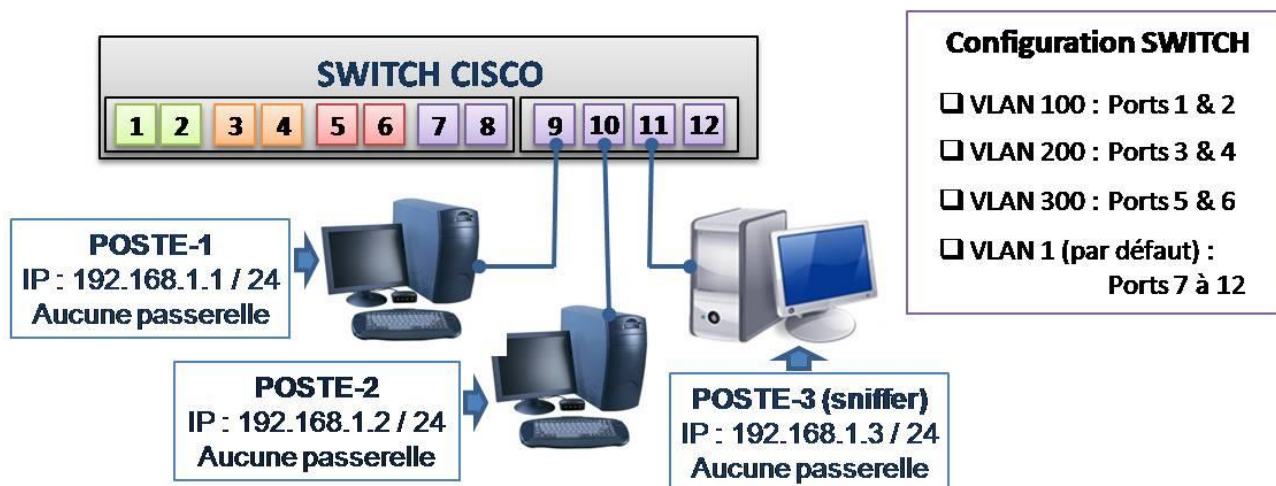 SWITCH CISCO
1 2 3 4 5 6 7 8 9 10 11 12
Configuration SWITCH
❑ VLAN 100 : Ports 1 & 2
❑ VLAN 200 : Ports 3 & 4
❑ VLAN 300 : Ports 5 & 6
❑ VLAN 1 (par défaut) :
Ports 7 à 12
POSTE-1
IP : 192.168.1.1 / 24
Aucune passerelle
POSTE-2
IP : 192.168.1.2 / 24
Aucune passerelle
POSTE-3 (sniffer)
IP : 192.168.1.3 / 24
Aucune passerelle